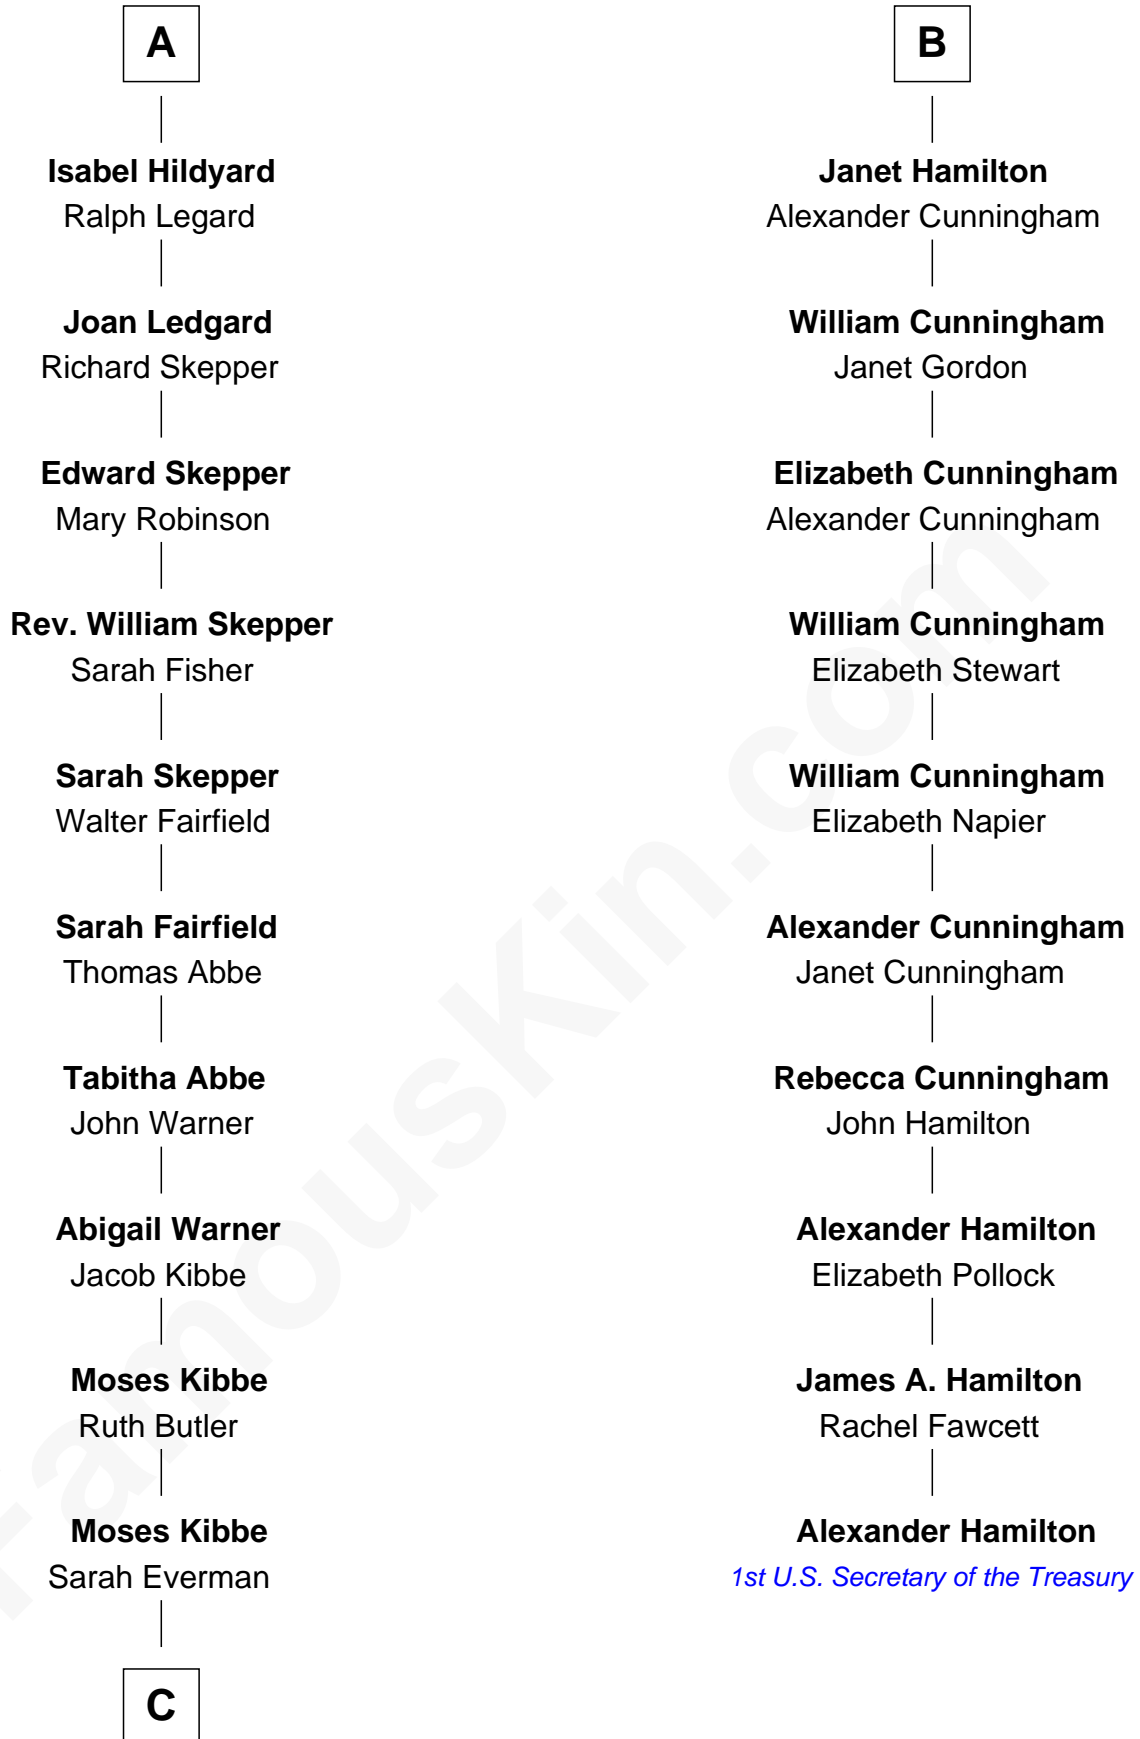 A
Isabel Hildyard
Ralph Legard
Joan Ledgard
Richard Skepper
Edward Skepper
Mary Robinson
Rev. William Skepper
Sarah Fisher
Sarah Skepper
Walter Fairfield
Sarah Fairfield
Thomas Abbe
Tabitha Abbe
John Warner
Abigail Warner
Jacob Kibbe
Moses Kibbe
Ruth Butler
Moses Kibbe
Sarah Everman
C
B
Janet Hamilton
Alexander Cunningham
William Cunningham
Janet Gordon
Elizabeth Cunningham
Alexander Cunningham
William Cunningham
Elizabeth Stewart
William Cunningham
Elizabeth Napier
Alexander Cunningham
Janet Cunningham
Rebecca Cunningham
John Hamilton
Alexander Hamilton
Elizabeth Pollock
James A. Hamilton
Rachel Fawcett
Alexander Hamilton
1st U.S. Secretary of the Treasury
FamousKin.com